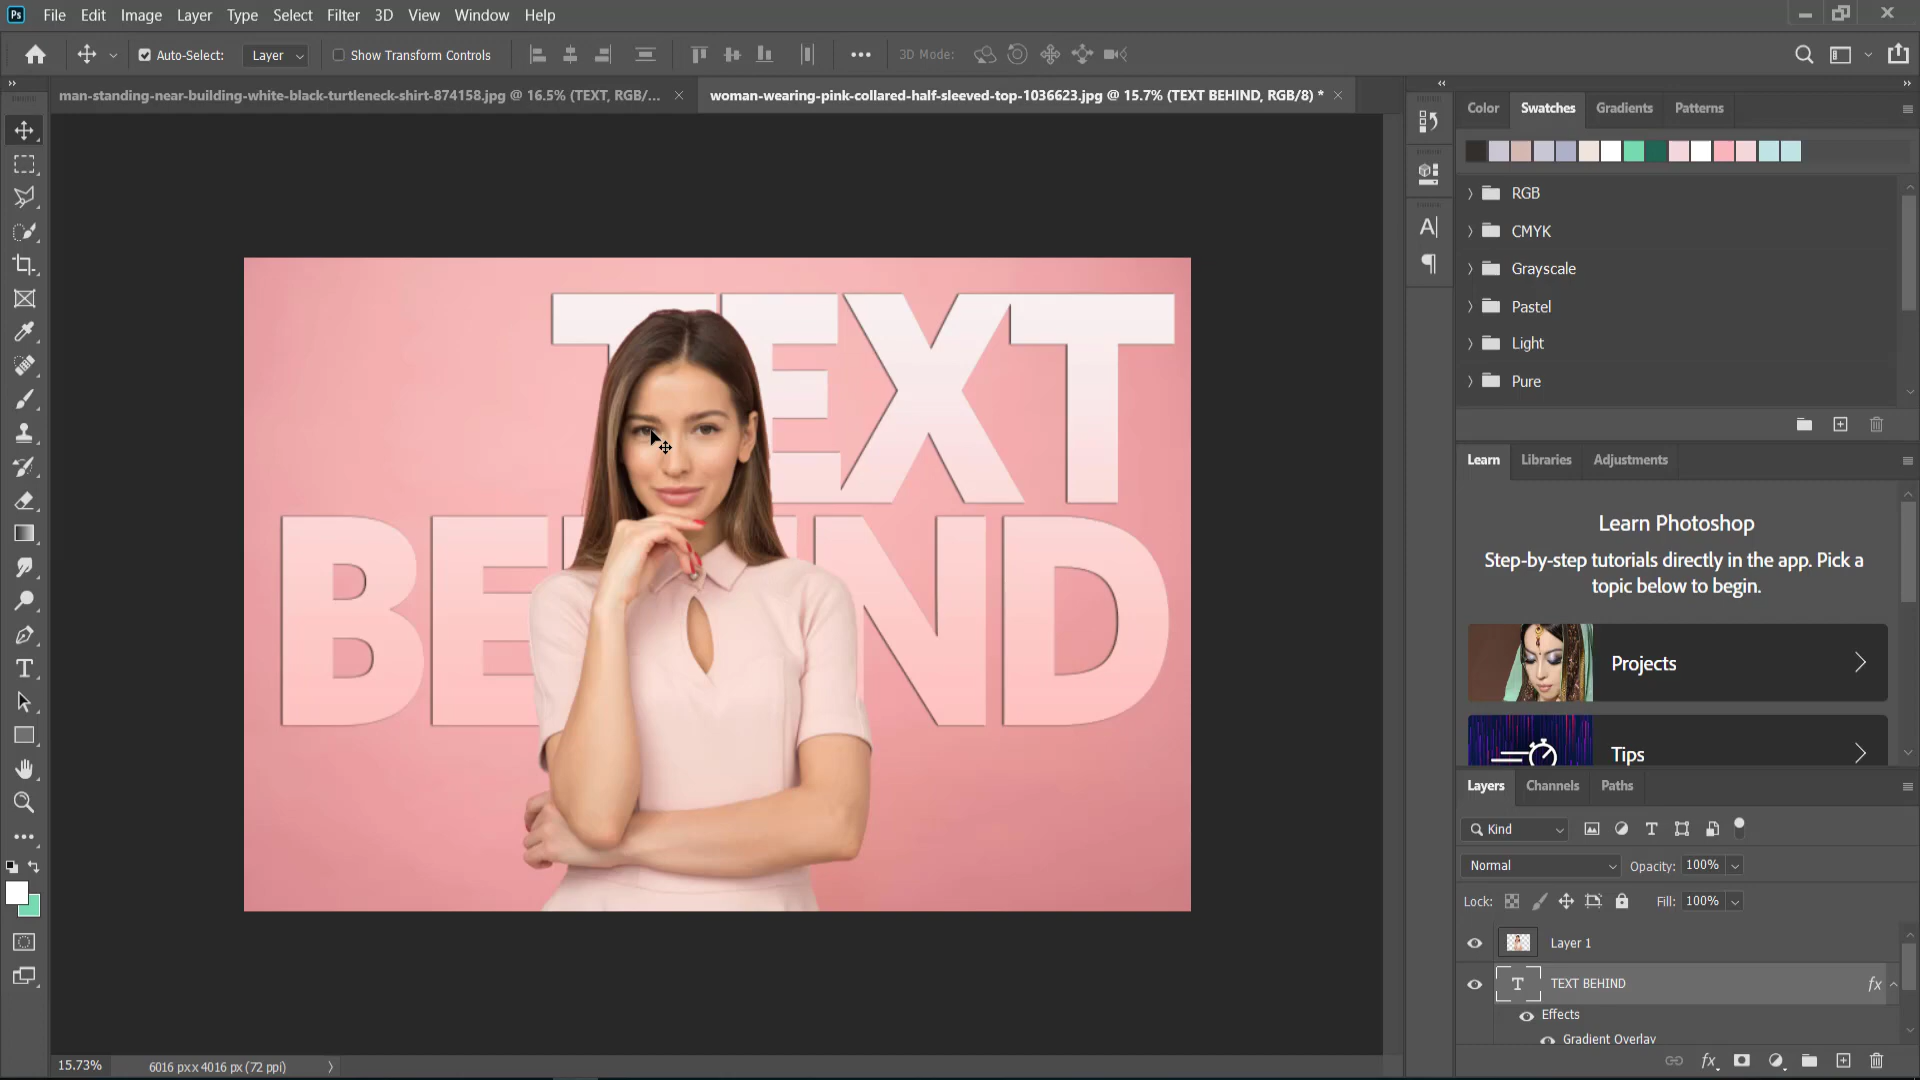 Ps File Edit Image Layer Type Select Filter 3D View Window Help
Auto-Select: Layer Show Transform Controls 3D Mode:
man-standing-near-building-white-black-turtleneck-shirt-874158.jpg @ 16.5% (TEXT, RGB/... woman-wearing-pink-collared-half-sleeved-top-1036623.jpg @ 15.7% (TEXT BEHIND, RGB/8) *
Color Swatches Gradients Patterns
RGB
CMYK
Grayscale
Pastel
Light
Pure
TEXT
BEHIND
Learn Libraries Adjustments
Learn Photoshop
Step-by-step tutorials directly in the app. Pick a
topic below to begin.
Projects
Tips
Layers Channels Paths
Kind
Normal Opacity: 100%
Lock: Fill: 100%
Layer 1
TEXT BEHIND fx
Effects
Gradient Overlay
15.73% 6016 px x 4016 px (72 ppi)
fx